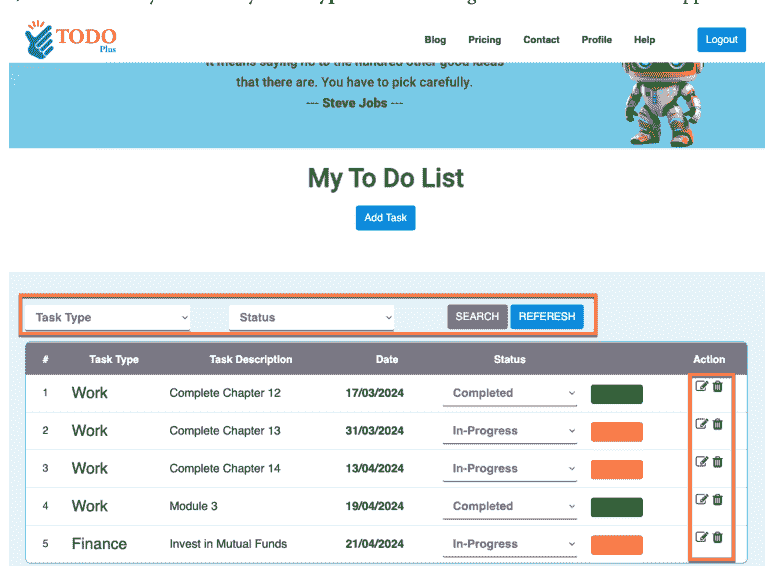 TODO
Plus
Blog Pricing Contact Profile Help Logout
it means saying no to the hundred other good ideas
that there are. You have to pick carefully.
--- Steve Jobs ---
My To Do List
Add Task
Task Type Status SEARCH REFERESH
# Task Type Task Description Date Status Action
1 Work Complete Chapter 12 17/03/2024 Completed
2 Work Complete Chapter 13 31/03/2024 In-Progress
3 Work Complete Chapter 14 13/04/2024 In-Progress
4 Work Module 3 19/04/2024 Completed
5 Finance Invest in Mutual Funds 21/04/2024 In-Progress